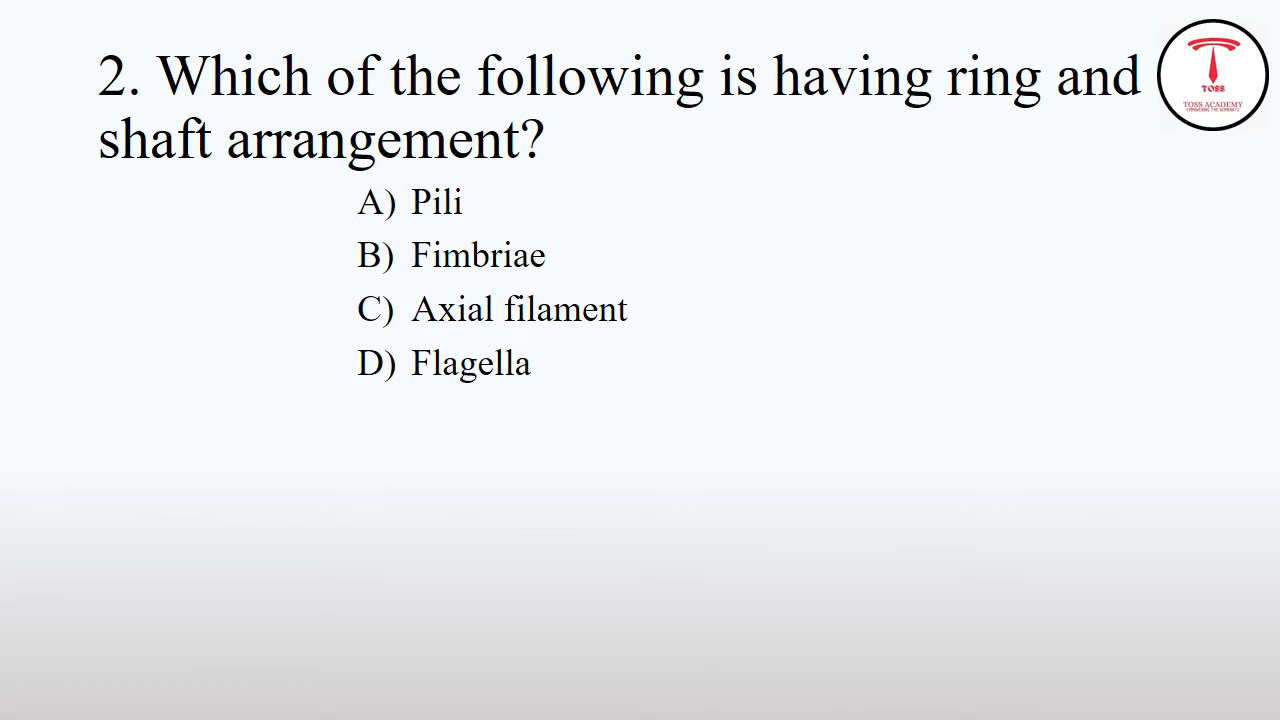 2. Which of the following is having ring and
shaft arrangement?
A) Pili
B) Fimbriae
C) Axial filament
D) Flagella
TOSS
TOSS ACADEMY